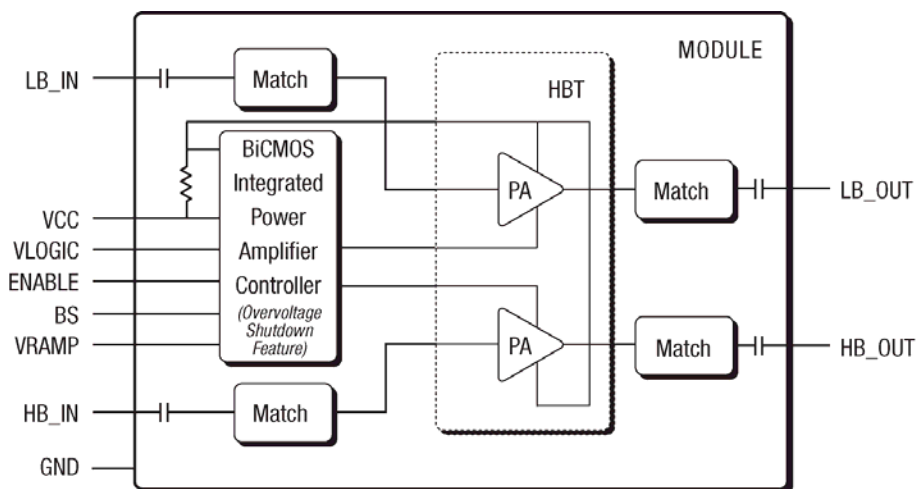 MODULE
LB_IN
Match
HBT
BiCMOS
Integrated
Power
Amplifier
Controller
(Overvoltage
Shutdown
Feature)
PA
Match
LB_OUT
VCC
VLOGIC
ENABLE
BS
VRAMP
PA
Match
HB_OUT
HB_IN
Match
GND